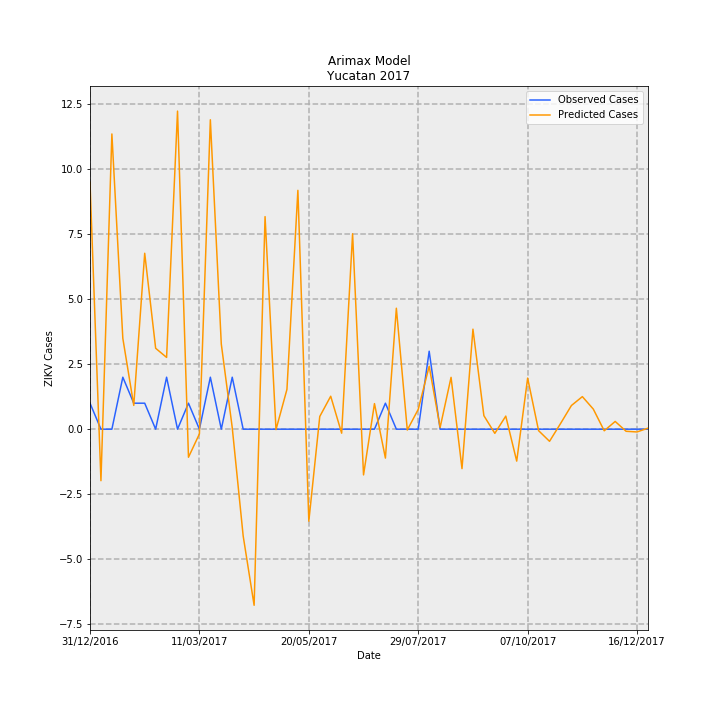 Arimax Model
Yucatan 2017
Observed Cases
Predicted Cases
ZIKV Cases
12.5
10.0
7.5
5.0
2.5
0.0
−2.5
−5.0
−7.5
31/12/2016 11/03/2017 20/05/2017 29/07/2017 07/10/2017 16/12/2017
Date